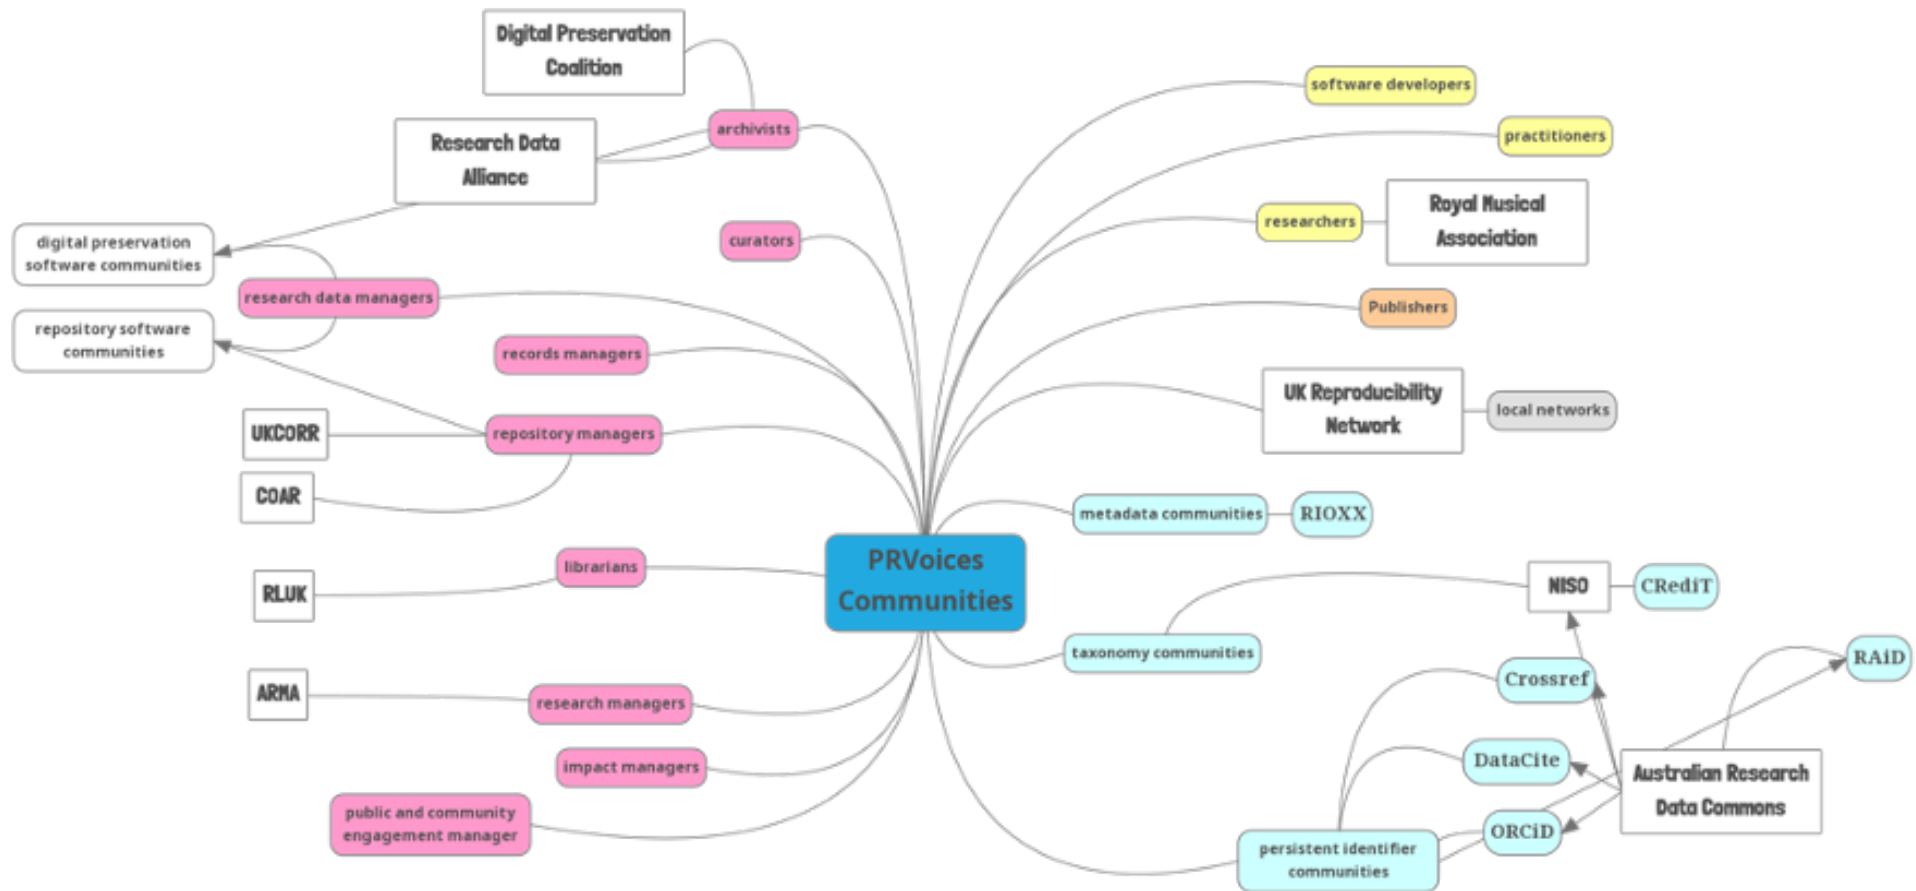 Digital Preservation
Coalition
software developers
archivists
practitioners
Research Data
Alliance
Royal Musical
Association
researchers
digital preservation
software communities
curators
research data managers
Publishers
repository software
communities
records managers
UK Reproducibility
Network
local networks
UKCORR
repository managers
COAR
metadata communities
RIOXX
PRVoices
Communities
librarians
RLUK
NISO
CRediT
taxonomy communities
RAiD
Crossref
ARMA
research managers
impact managers
DataCite
Australian Research
Data Commons
public and community
engagement manager
ORCiD
persistent identifier
communities